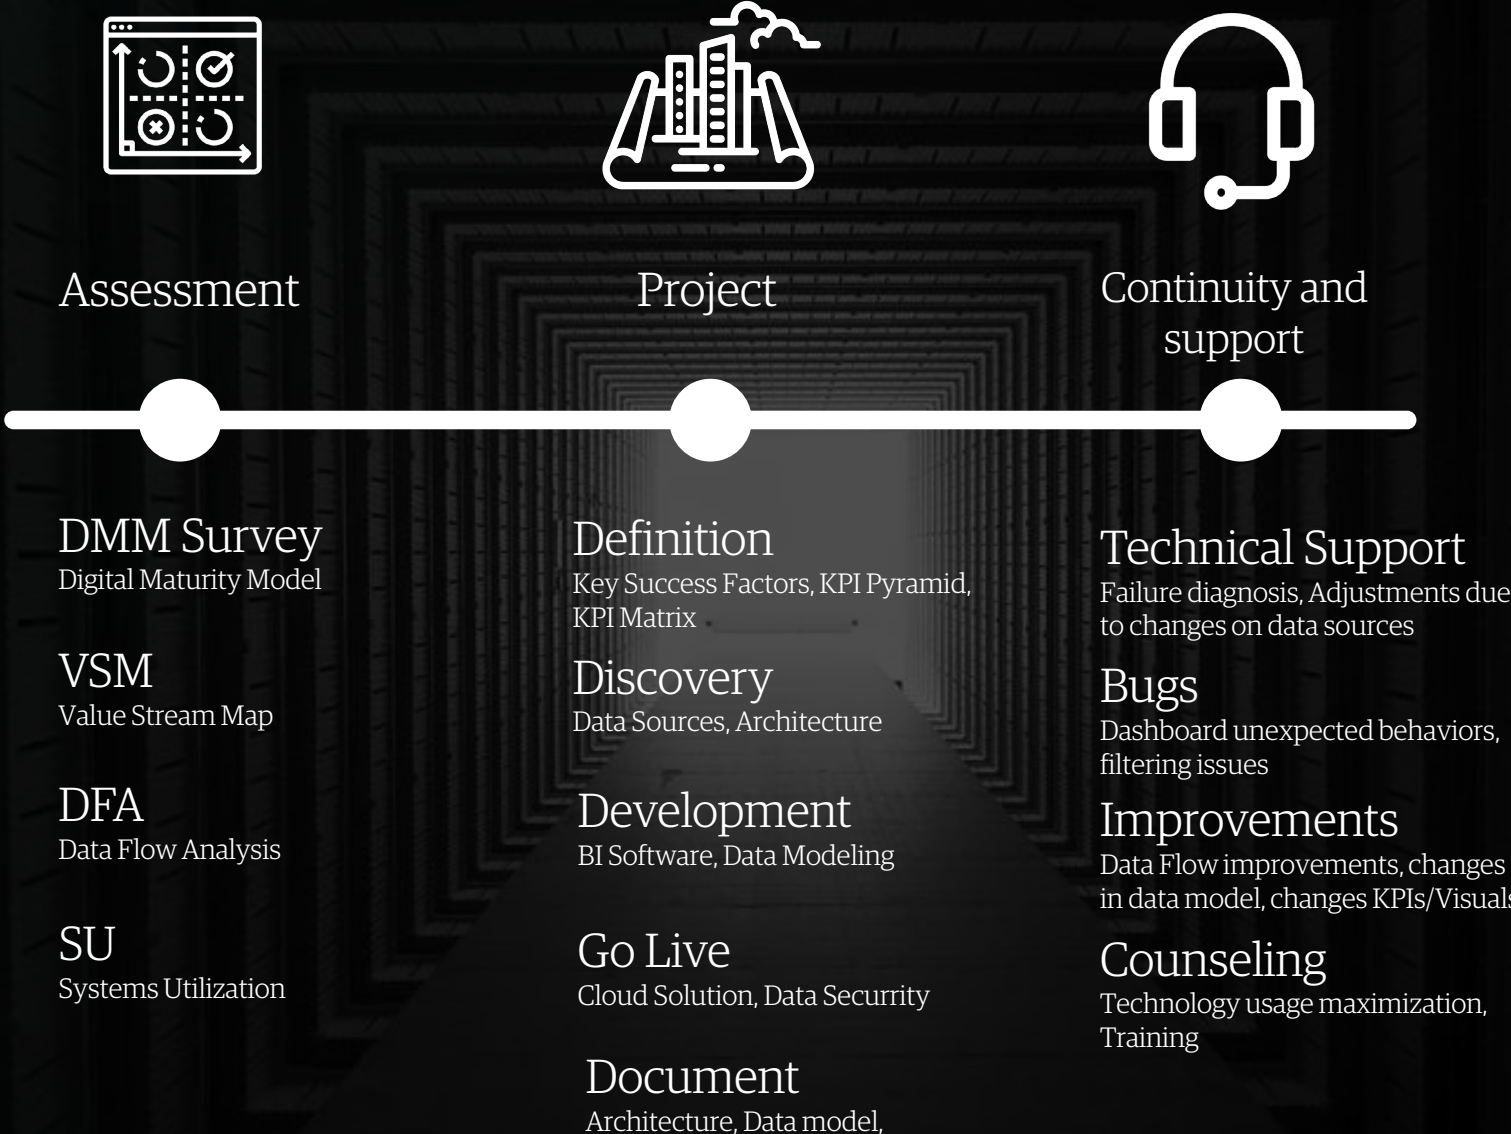 Assessment
Project
Continuity and
support
DMM Survey
Digital Maturity Model
VSM
Value Stream Map
DFA
Data Flow Analysis
SU
Systems Utilization
Definition
Key Success Factors, KPI Pyramid,
KPI Matrix
Discovery
Data Sources, Architecture
Development
BI Software, Data Modeling
Go Live
Cloud Solution, Data Securrity
Document
Architecture, Data model,
Technical Support
Failure diagnosis, Adjustments due
to changes on data sources
Bugs
Dashboard unexpected behaviors,
filtering issues
Improvements
Data Flow improvements, changes
in data model, changes KPIs/Visuals
Counseling
Technology usage maximization,
Training